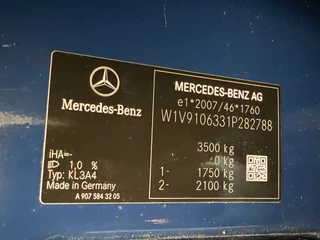 MERCEDES-BENZ AG
e1*2007/46*1760
W1V9106331P282788
3500 kg
0 kg
1- 1750 kg
2- 2100 kg
Mercedes-Benz
iHA=-
1,0 %
Typ: KL3A4
Made in Germany
A 907 584 32 05